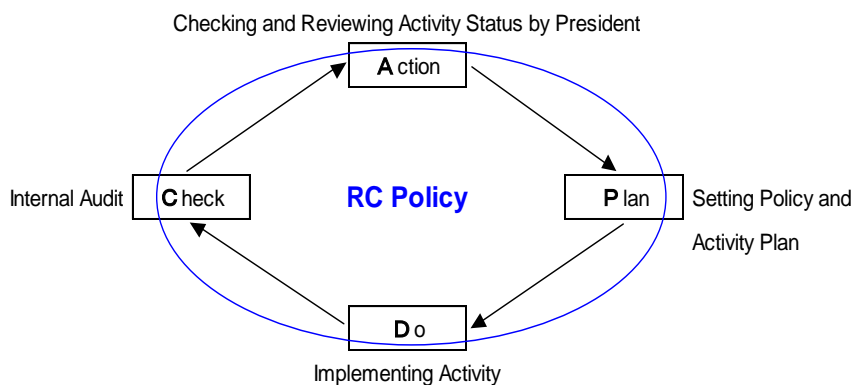 Checking and Reviewing Activity Status by President
Action
Internal Audit
Check
RC Policy
Plan
Setting Policy and
Activity Plan
Do
Implementing Activity